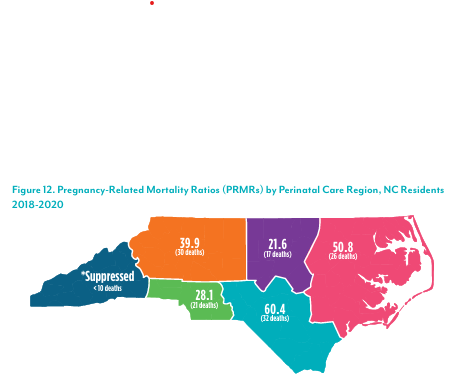 Figure 12. Pregnancy-Related Mortality Ratios (PRMRs) by Perinatal Care Region, NC Residents
2018-2020
39.9
(30 deaths)
21.6
(17 deaths)
50.8
(26 deaths)
*Suppressed
< 10 deaths
28.1
(21 deaths)
60.4
(32 deaths)